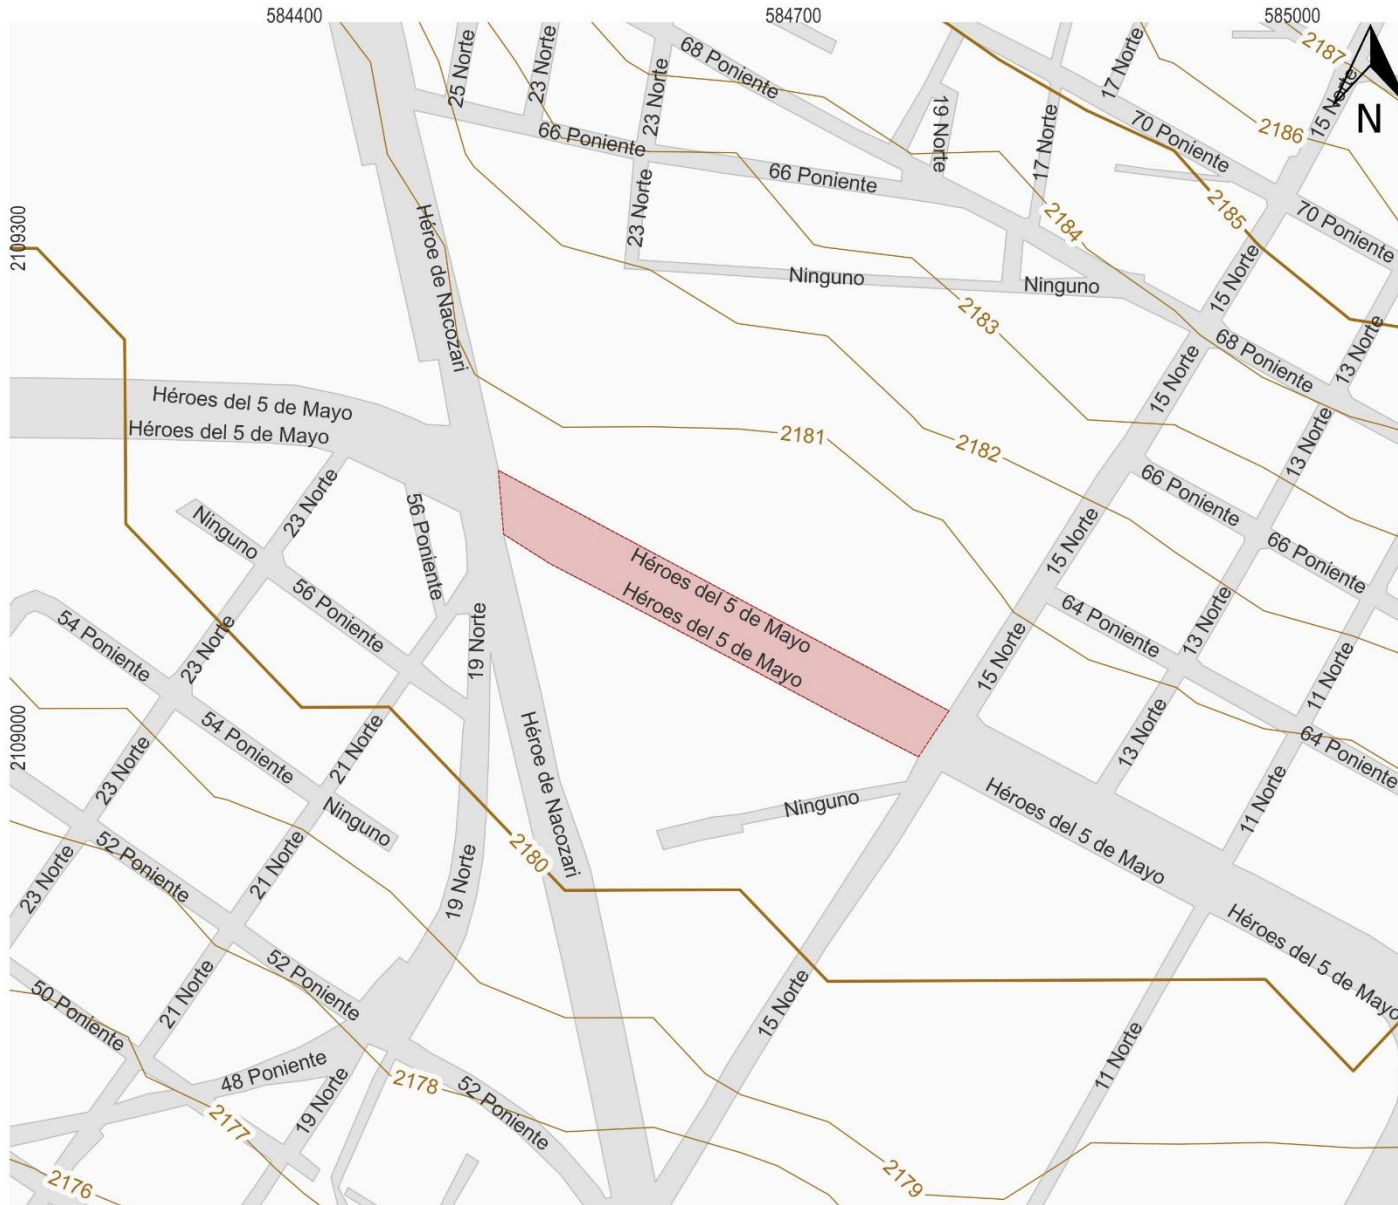 584400
584700
585000
2109300
2109000
N
2187
15 Norte
68 Poniente
25 Norte
23 Norte
23 Norte
17 Norte
19 Norte
17 Norte
70 Poniente
2186
66 Poniente
66 Poniente
23 Norte
2184
2185
70 Poniente
Héroe de Nacozari
Ninguno
Ninguno
15 Norte
2183
68 Poniente
13 Norte
15 Norte
Héroes del 5 de Mayo
Héroes del 5 de Mayo
2181
2182
13 Norte
66 Poniente
23 Norte
Ninguno
56 Poniente
15 Norte
66 Poniente
Héroes del 5 de Mayo
Héroes del 5 de Mayo
56 Poniente
64 Poniente
13 Norte
54 Poniente
23 Norte
19 Norte
15 Norte
11 Norte
54 Poniente
21 Norte
Héroe de Nacozari
13 Norte
64 Poniente
23 Norte
Ninguno
Ninguno
11 Norte
Héroes del 5 de Mayo
52 Poniente
21 Norte
2180
23 Norte
19 Norte
Héroes del 5 de Mayo
52 Poniente
21 Norte
15 Norte
50 Poniente
48 Poniente
19 Norte
2178
52 Poniente
11 Norte
2177
2176
2179